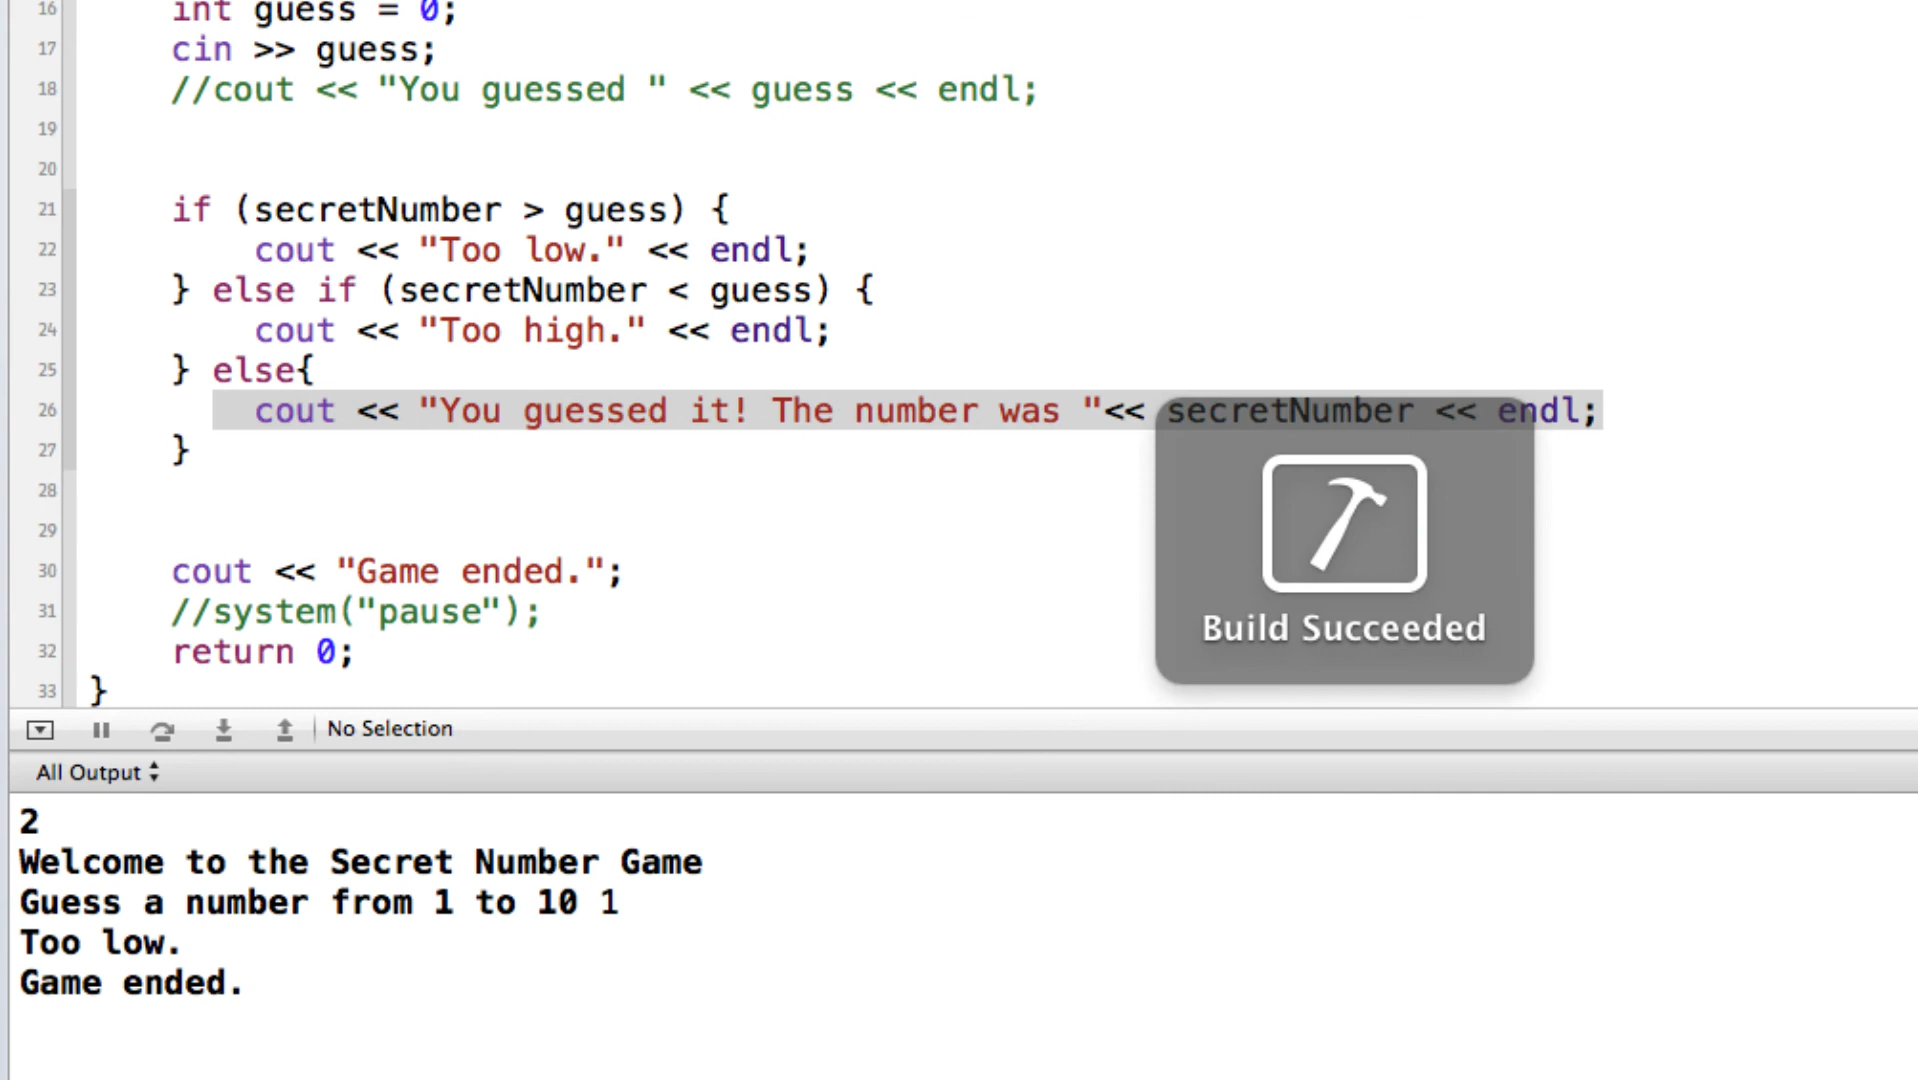 16 int guess = 0;
17 cin >> guess;
18 //cout << "You guessed " << guess << endl;
19
20
21 if (secretNumber > guess) {
22 cout << "Too low." << endl;
23 } else if (secretNumber < guess) {
24 cout << "Too high." << endl;
25 } else{
26 cout << "You guessed it! The number was "<< secretNumber << endl;
27 }
28
29
30 cout << "Game ended.";
31 //system("pause");
32 return 0;
33 }
Build Succeeded
No Selection
All Output
2
Welcome to the Secret Number Game
Guess a number from 1 to 10 1
Too low.
Game ended.